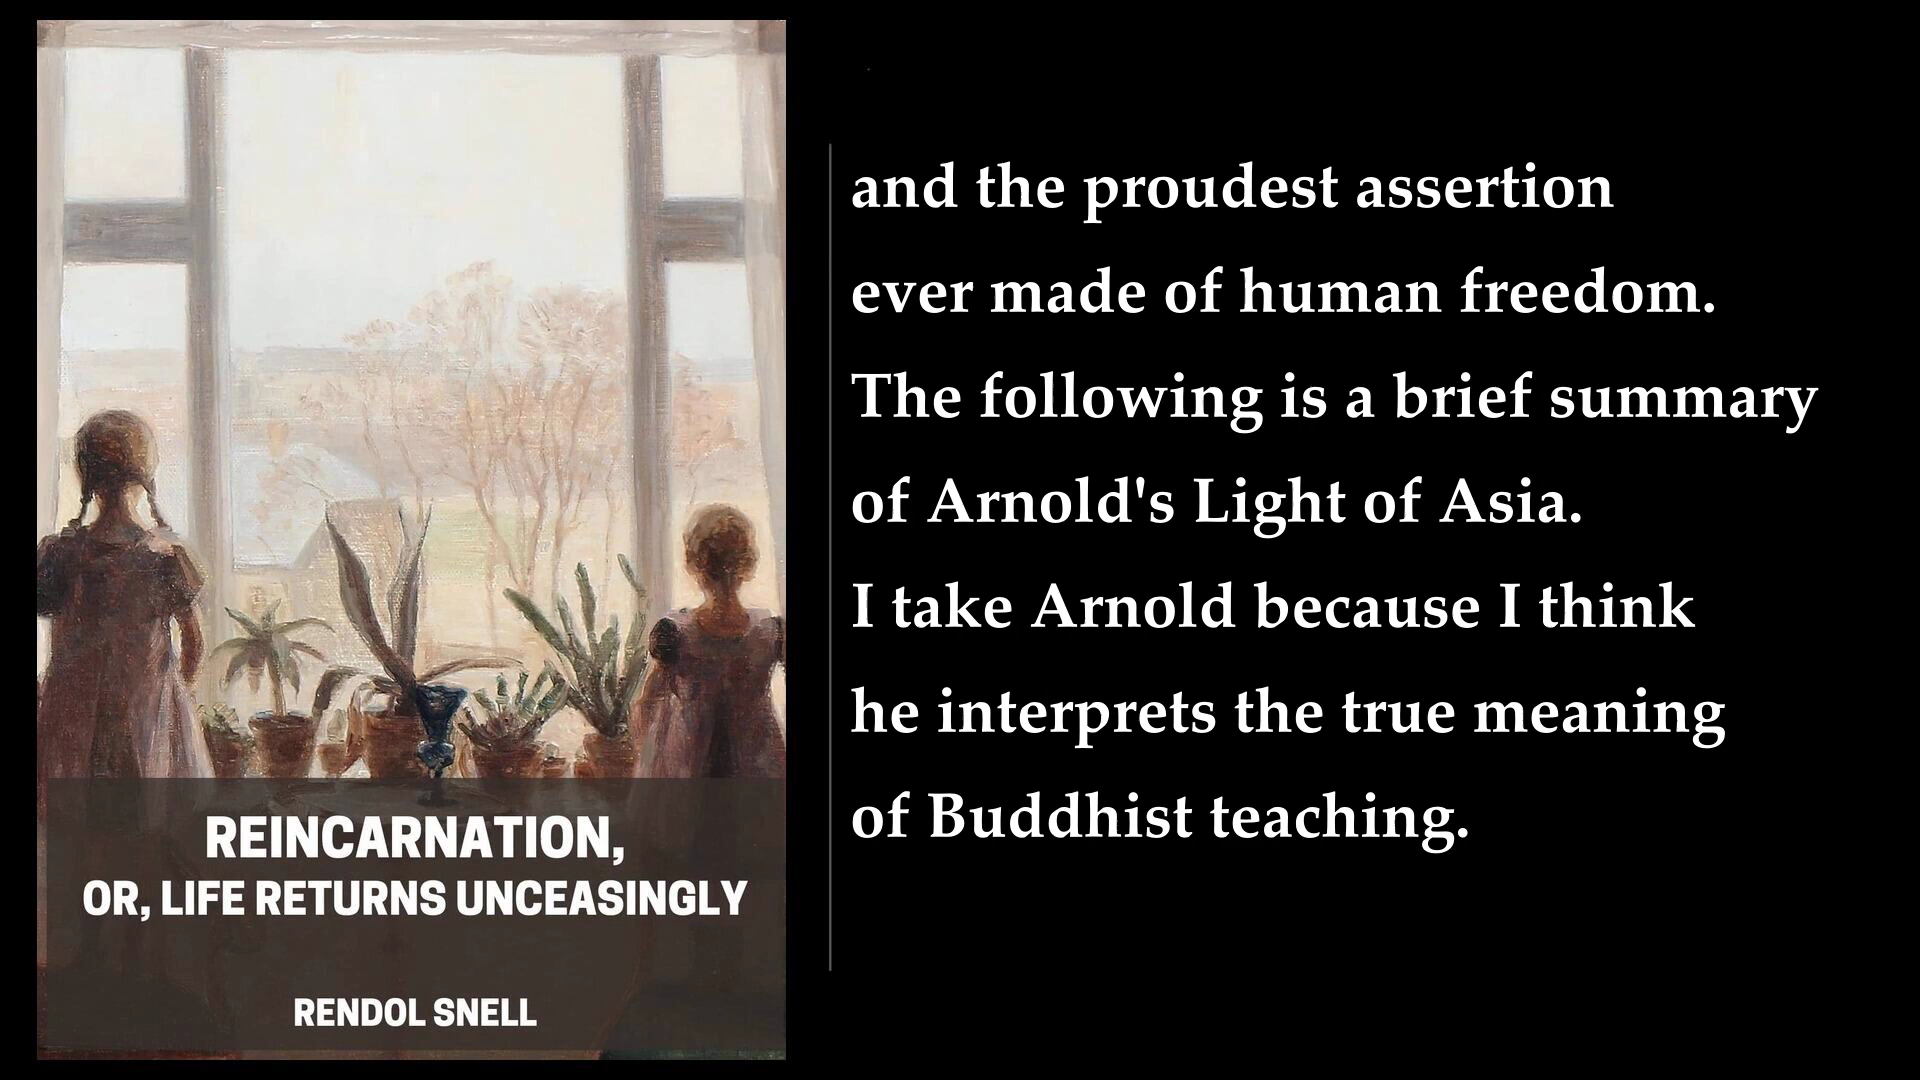 REINCARNATION,
OR, LIFE RETURNS UNCEASINGLY
RENDOL SNELL
and the proudest assertion
ever made of human freedom.
The following is a brief summary
of Arnold's Light of Asia.
I take Arnold because I think
he interprets the true meaning
of Buddhist teaching.